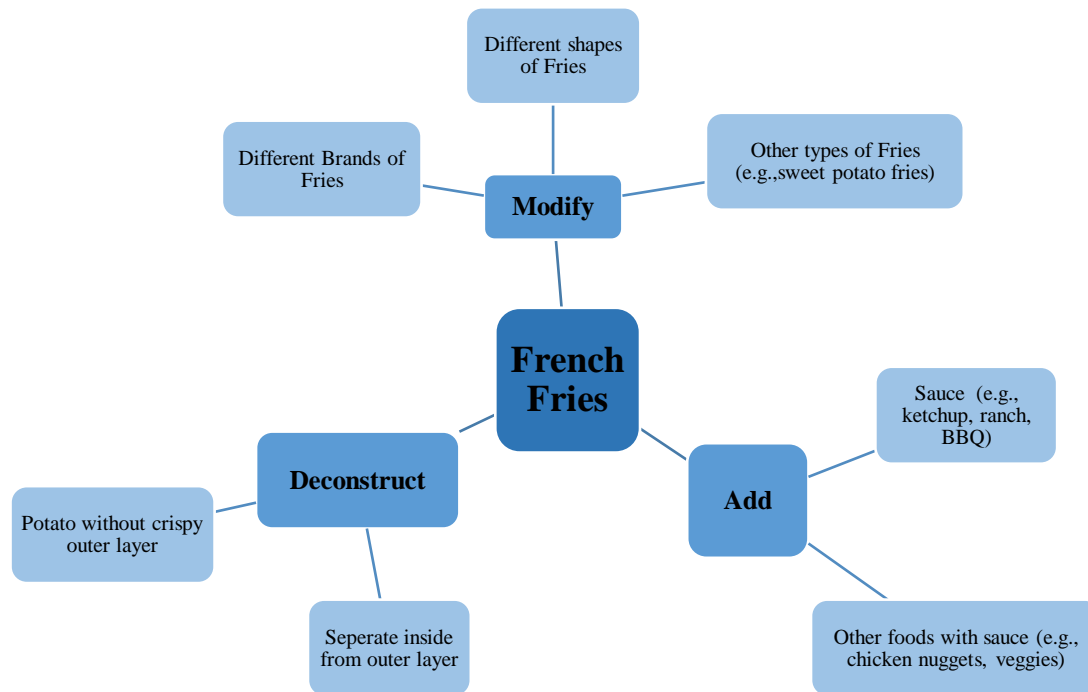 Different shapes
of Fries
Different Brands of
Fries
Other types of Fries
(e.g.,sweet potato fries)
Modify
French
Fries
Sauce (e.g.,
ketchup, ranch,
BBQ)
Deconstruct
Add
Potato without crispy
outer layer
Seperate inside
from outer layer
Other foods with sauce (e.g.,
chicken nuggets, veggies)